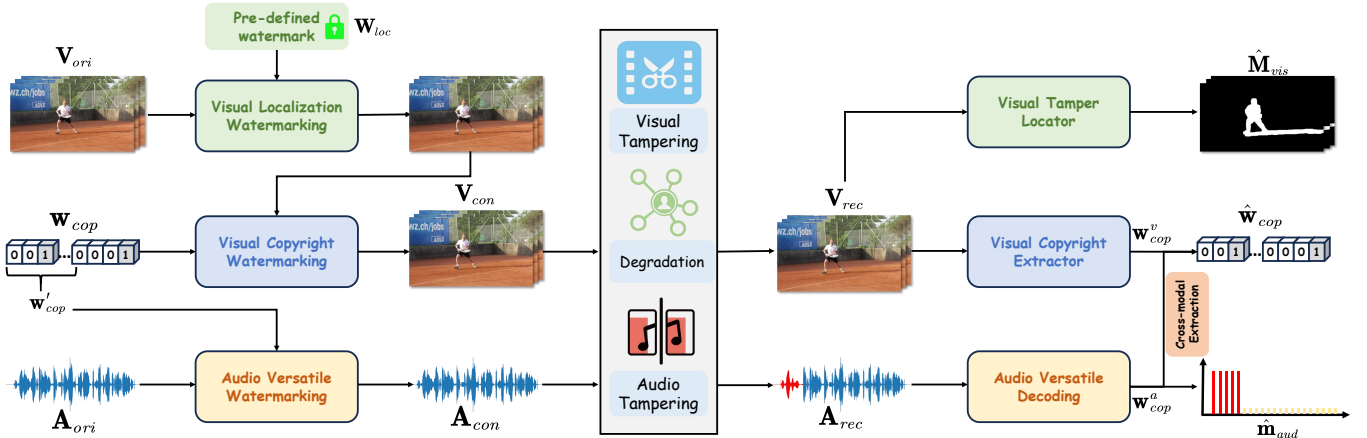 Pre-defined
watermark
W_loc
V_ori
Visual Localization
Watermarking
wz.ch/jobs
wz.ch/jobs
Visual
Tampering
Visual Tamper
Locator
M̂_vis
w_cop
0 0 1 ... 0 0 0 1
w'_cop
Visual Copyright
Watermarking
V_con
Degradation
V_rec
Visual Copyright
Extractor
w^v_cop
ŵ_cop
0 0 1 ... 0 0 0 1
Cross-modal
Extraction
A_ori
Audio Versatile
Watermarking
A_con
Audio
Tampering
A_rec
Audio Versatile
Decoding
w^a_cop
m̂_aud